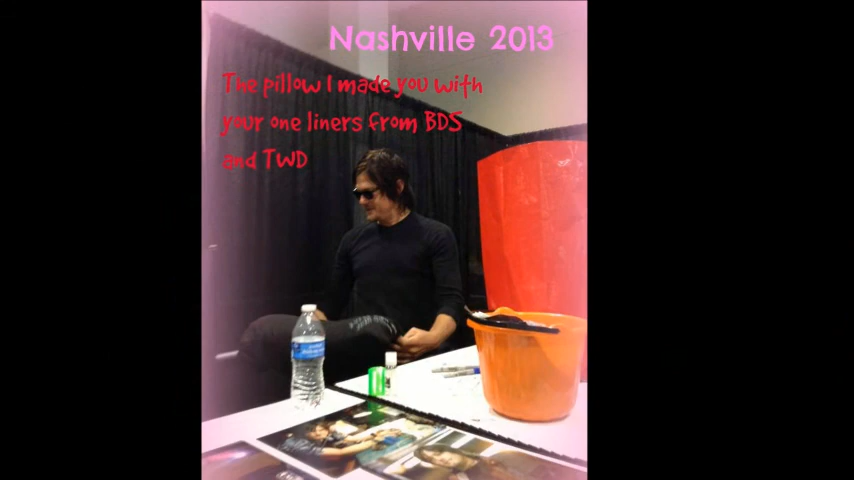 Nashville 2013
The pillow I made you with
your one liners from BDS
and TWD